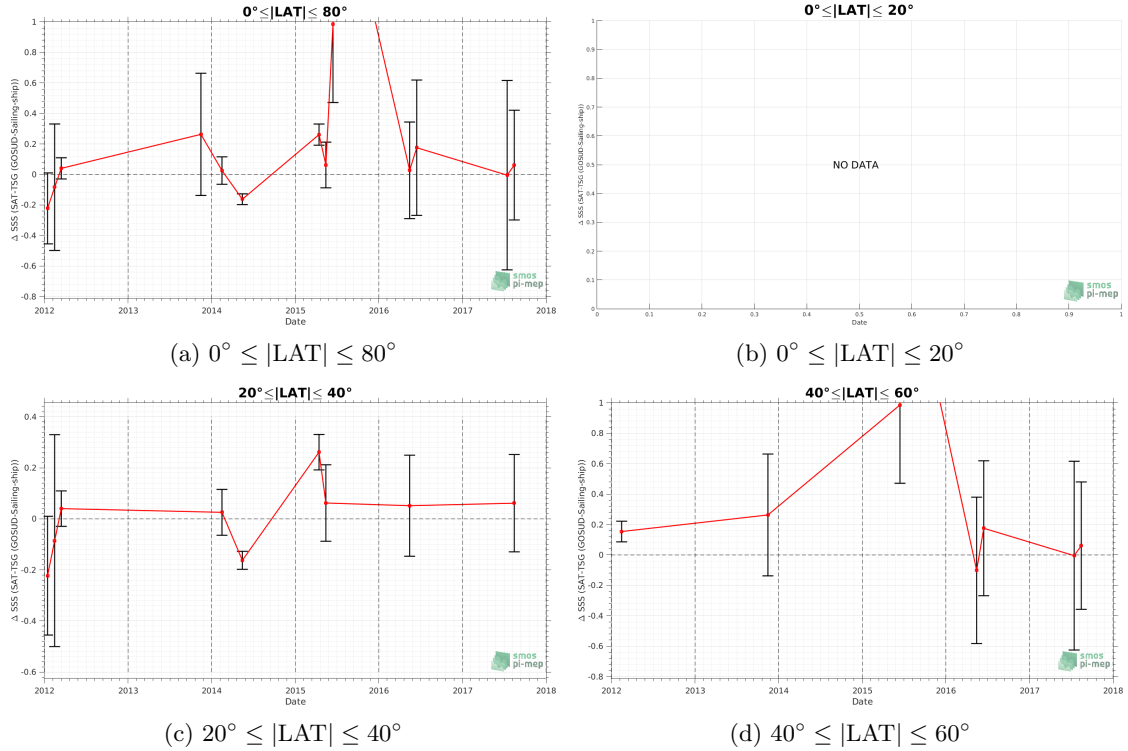 0°≤|LAT|≤ 80°
Δ SSS (SAT-TSG (GOSUD-Sailing-ship))
1
0.8
0.6
0.4
0.2
0
-0.2
-0.4
-0.6
-0.8
2012 2013 2014 2015 2016 2017 2018
Date
smos
pi-mep
(a) 0° ≤ |LAT| ≤ 80°
0°≤|LAT|≤ 20°
Δ SSS (SAT-TSG (GOSUD-Sailing-ship))
1
0.9
0.8
0.7
0.6
0.5
0.4
0.3
0.2
0.1
0
NO DATA
0 0.1 0.2 0.3 0.4 0.5 0.6 0.7 0.8 0.9 1
Date
smos
pi-mep
(b) 0° ≤ |LAT| ≤ 20°
20°≤|LAT|≤ 40°
Δ SSS (SAT-TSG (GOSUD-Sailing-ship))
0.4
0.2
0
-0.2
-0.4
-0.6
2012 2013 2014 2015 2016 2017 2018
Date
smos
pi-mep
(c) 20° ≤ |LAT| ≤ 40°
40°≤|LAT|≤ 60°
Δ SSS (SAT-TSG (GOSUD-Sailing-ship))
1
0.8
0.6
0.4
0.2
0
-0.2
-0.4
-0.6
-0.8
2012 2013 2014 2015 2016 2017 2018
Date
smos
pi-mep
(d) 40° ≤ |LAT| ≤ 60°